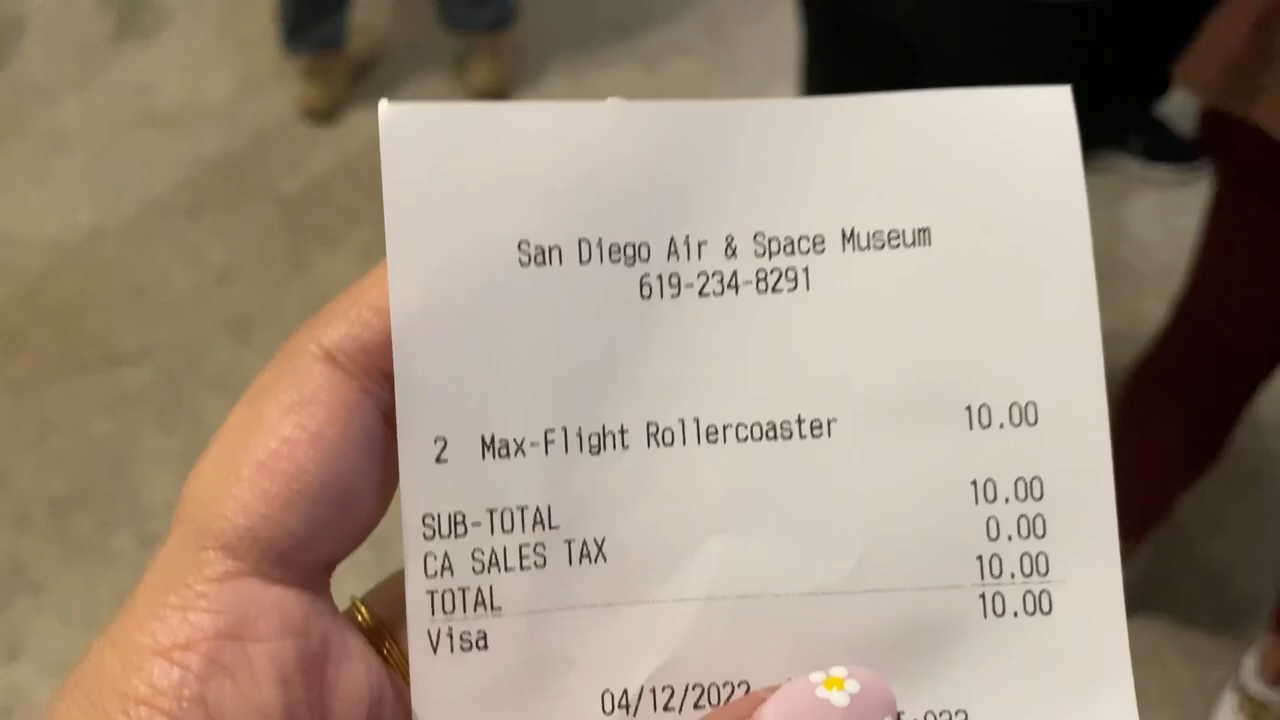 San Diego Air & Space Museum
619-234-8291
2 Max-Flight Rollercoaster 10.00
SUB-TOTAL 10.00
CA SALES TAX 0.00
TOTAL 10.00
Visa 10.00
04/12/2022